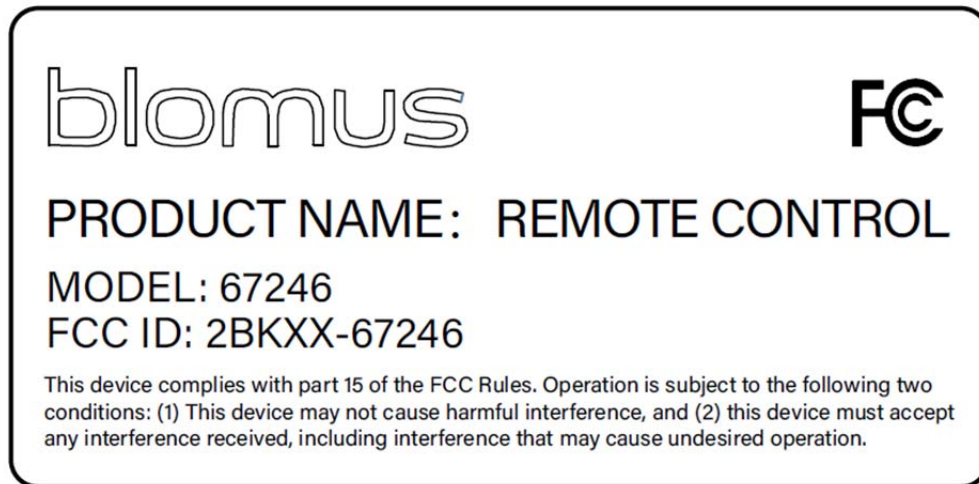 blomus
FC
PRODUCT NAME: REMOTE CONTROL
MODEL: 67246
FCC ID: 2BKXX-67246
This device complies with part 15 of the FCC Rules. Operation is subject to the following two
conditions: (1) This device may not cause harmful interference, and (2) this device must accept
any interference received, including interference that may cause undesired operation.